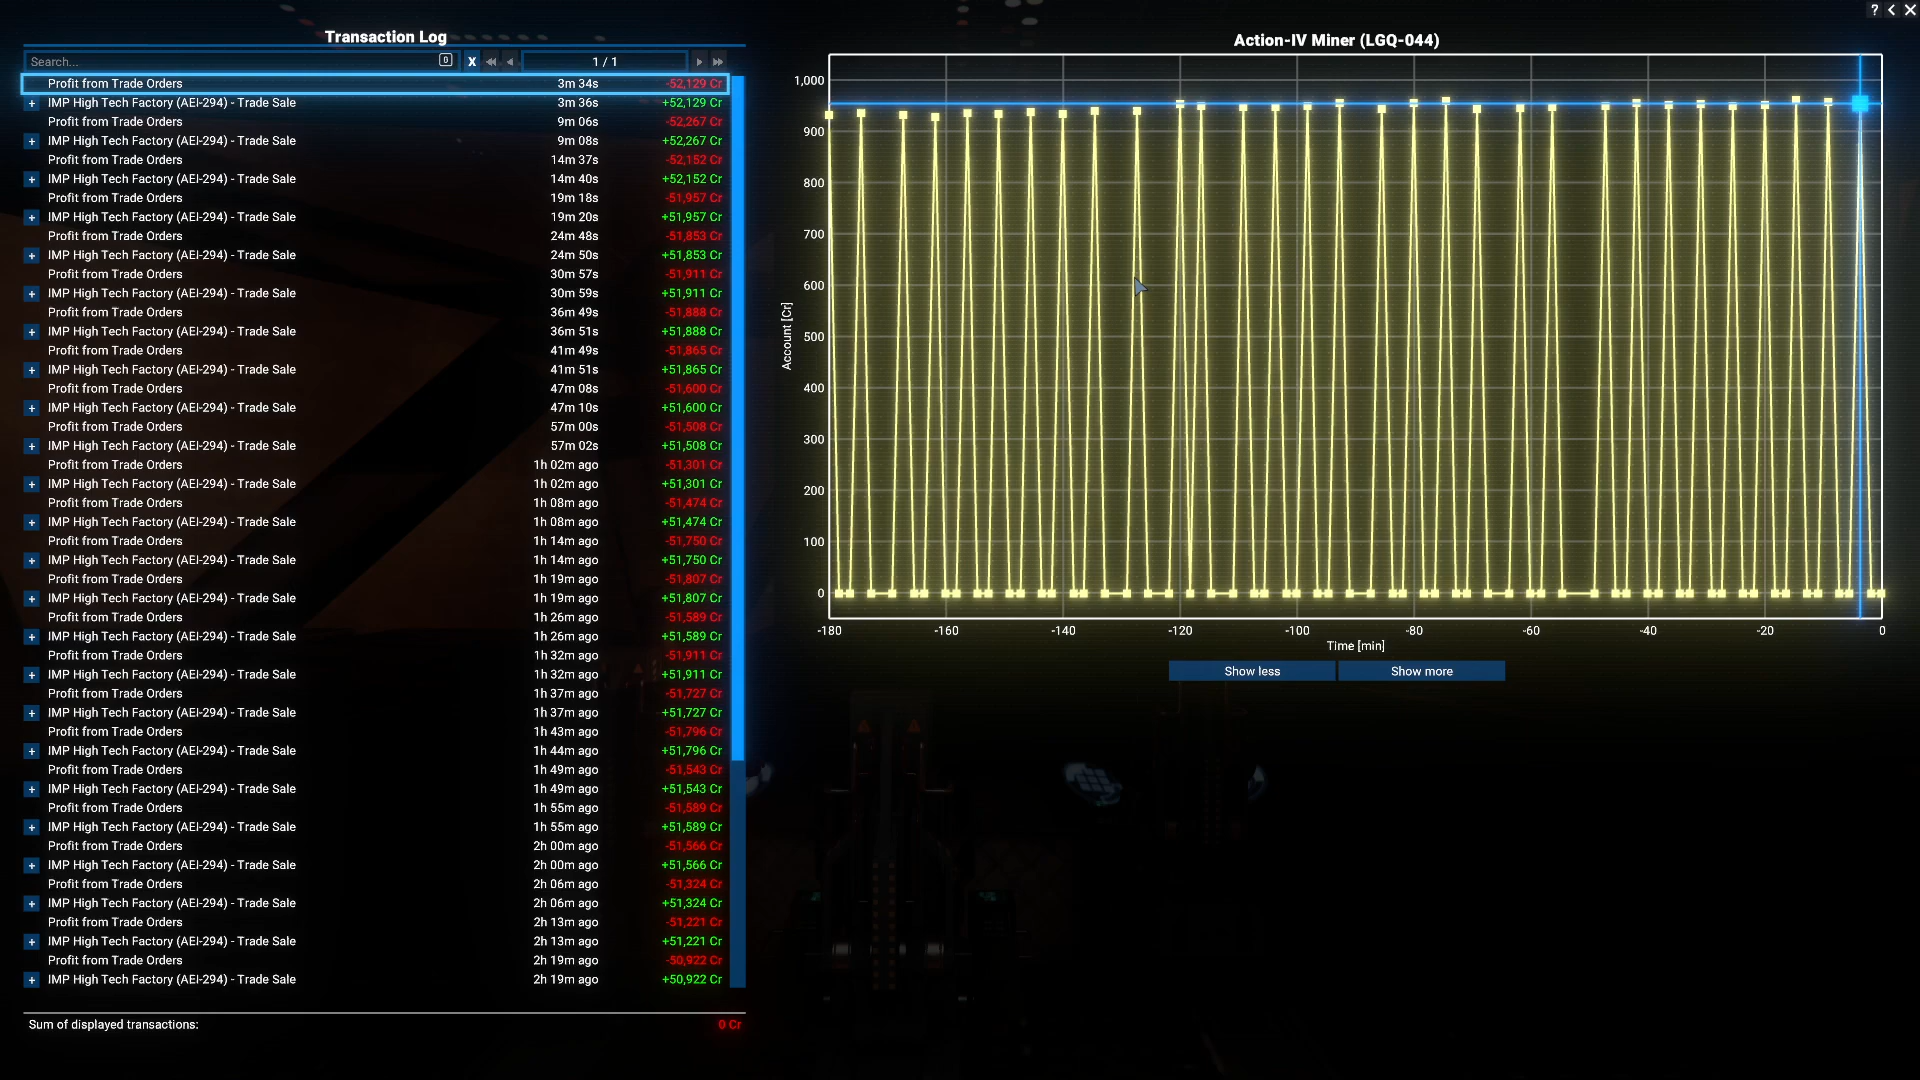 ? < X
Transaction Log
Search...
0
X
1 / 1
Profit from Trade Orders 3m 34s -52,129 Cr
+ IMP High Tech Factory (AEI-294) - Trade Sale 3m 36s +52,129 Cr
Profit from Trade Orders 9m 06s -52,267 Cr
+ IMP High Tech Factory (AEI-294) - Trade Sale 9m 08s +52,267 Cr
Profit from Trade Orders 14m 37s -52,152 Cr
+ IMP High Tech Factory (AEI-294) - Trade Sale 14m 40s +52,152 Cr
Profit from Trade Orders 19m 18s -51,957 Cr
+ IMP High Tech Factory (AEI-294) - Trade Sale 19m 20s +51,957 Cr
Profit from Trade Orders 24m 48s -51,853 Cr
+ IMP High Tech Factory (AEI-294) - Trade Sale 24m 50s +51,853 Cr
Profit from Trade Orders 30m 57s -51,911 Cr
+ IMP High Tech Factory (AEI-294) - Trade Sale 30m 59s +51,911 Cr
Profit from Trade Orders 36m 49s -51,888 Cr
+ IMP High Tech Factory (AEI-294) - Trade Sale 36m 51s +51,888 Cr
Profit from Trade Orders 41m 49s -51,865 Cr
+ IMP High Tech Factory (AEI-294) - Trade Sale 41m 51s +51,865 Cr
Profit from Trade Orders 47m 08s -51,600 Cr
+ IMP High Tech Factory (AEI-294) - Trade Sale 47m 10s +51,600 Cr
Profit from Trade Orders 57m 00s -51,508 Cr
+ IMP High Tech Factory (AEI-294) - Trade Sale 57m 02s +51,508 Cr
Profit from Trade Orders 1h 02m ago -51,301 Cr
+ IMP High Tech Factory (AEI-294) - Trade Sale 1h 02m ago +51,301 Cr
Profit from Trade Orders 1h 08m ago -51,474 Cr
+ IMP High Tech Factory (AEI-294) - Trade Sale 1h 08m ago +51,474 Cr
Profit from Trade Orders 1h 14m ago -51,750 Cr
+ IMP High Tech Factory (AEI-294) - Trade Sale 1h 14m ago +51,750 Cr
Profit from Trade Orders 1h 19m ago -51,807 Cr
+ IMP High Tech Factory (AEI-294) - Trade Sale 1h 19m ago +51,807 Cr
Profit from Trade Orders 1h 26m ago -51,589 Cr
+ IMP High Tech Factory (AEI-294) - Trade Sale 1h 26m ago +51,589 Cr
Profit from Trade Orders 1h 32m ago -51,911 Cr
+ IMP High Tech Factory (AEI-294) - Trade Sale 1h 32m ago +51,911 Cr
Profit from Trade Orders 1h 37m ago -51,727 Cr
+ IMP High Tech Factory (AEI-294) - Trade Sale 1h 37m ago +51,727 Cr
Profit from Trade Orders 1h 43m ago -51,796 Cr
+ IMP High Tech Factory (AEI-294) - Trade Sale 1h 44m ago +51,796 Cr
Profit from Trade Orders 1h 49m ago -51,543 Cr
+ IMP High Tech Factory (AEI-294) - Trade Sale 1h 49m ago +51,543 Cr
Profit from Trade Orders 1h 55m ago -51,589 Cr
+ IMP High Tech Factory (AEI-294) - Trade Sale 1h 55m ago +51,589 Cr
Profit from Trade Orders 2h 00m ago -51,566 Cr
+ IMP High Tech Factory (AEI-294) - Trade Sale 2h 00m ago +51,566 Cr
Profit from Trade Orders 2h 06m ago -51,324 Cr
+ IMP High Tech Factory (AEI-294) - Trade Sale 2h 06m ago +51,324 Cr
Profit from Trade Orders 2h 13m ago -51,221 Cr
+ IMP High Tech Factory (AEI-294) - Trade Sale 2h 13m ago +51,221 Cr
Profit from Trade Orders 2h 19m ago -50,922 Cr
+ IMP High Tech Factory (AEI-294) - Trade Sale 2h 19m ago +50,922 Cr
Sum of displayed transactions: 0 Cr
Action-IV Miner (LGQ-044)
Account [Cr]
1,000
900
800
700
600
500
400
300
200
100
0
-180 -160 -140 -120 -100 -80 -60 -40 -20 0
Time [min]
Show less
Show more